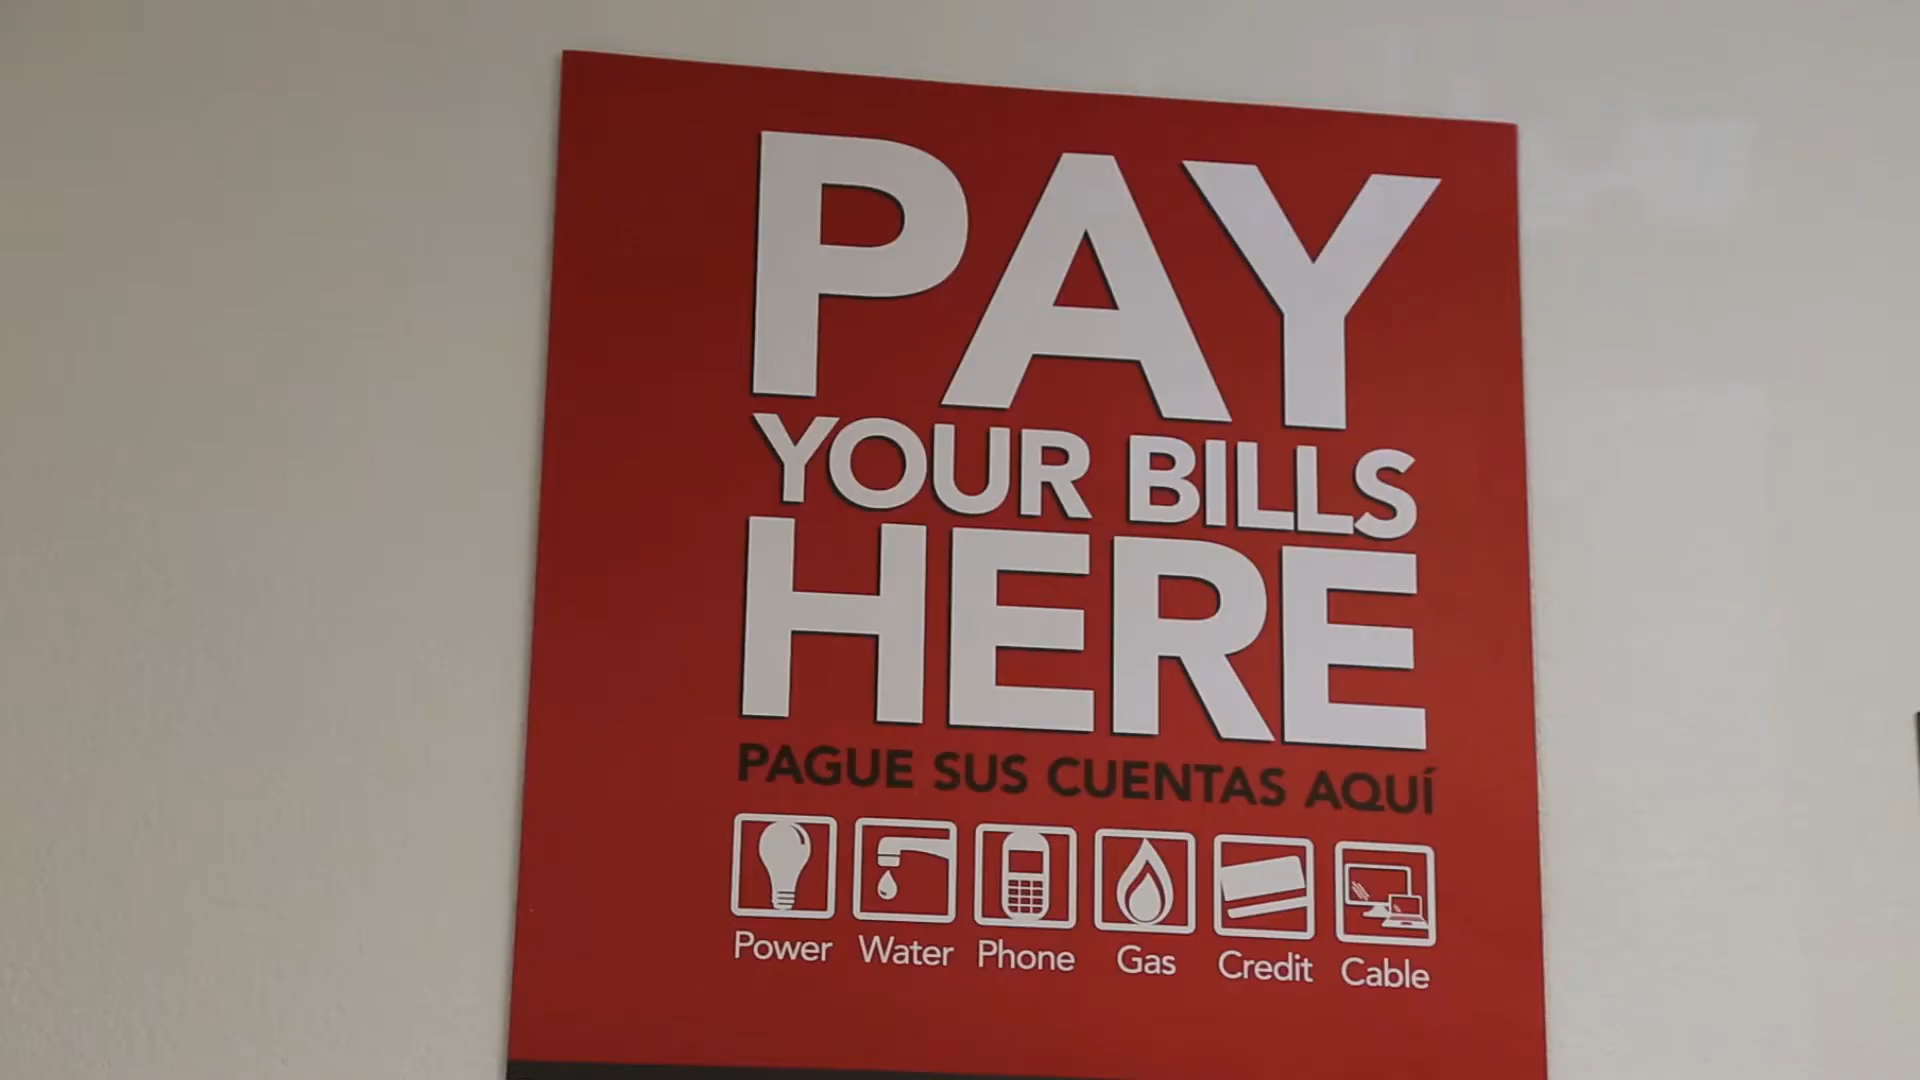 PAY
YOUR BILLS
HERE
PAGUE SUS CUENTAS AQUÍ
Power Water Phone Gas Credit Cable